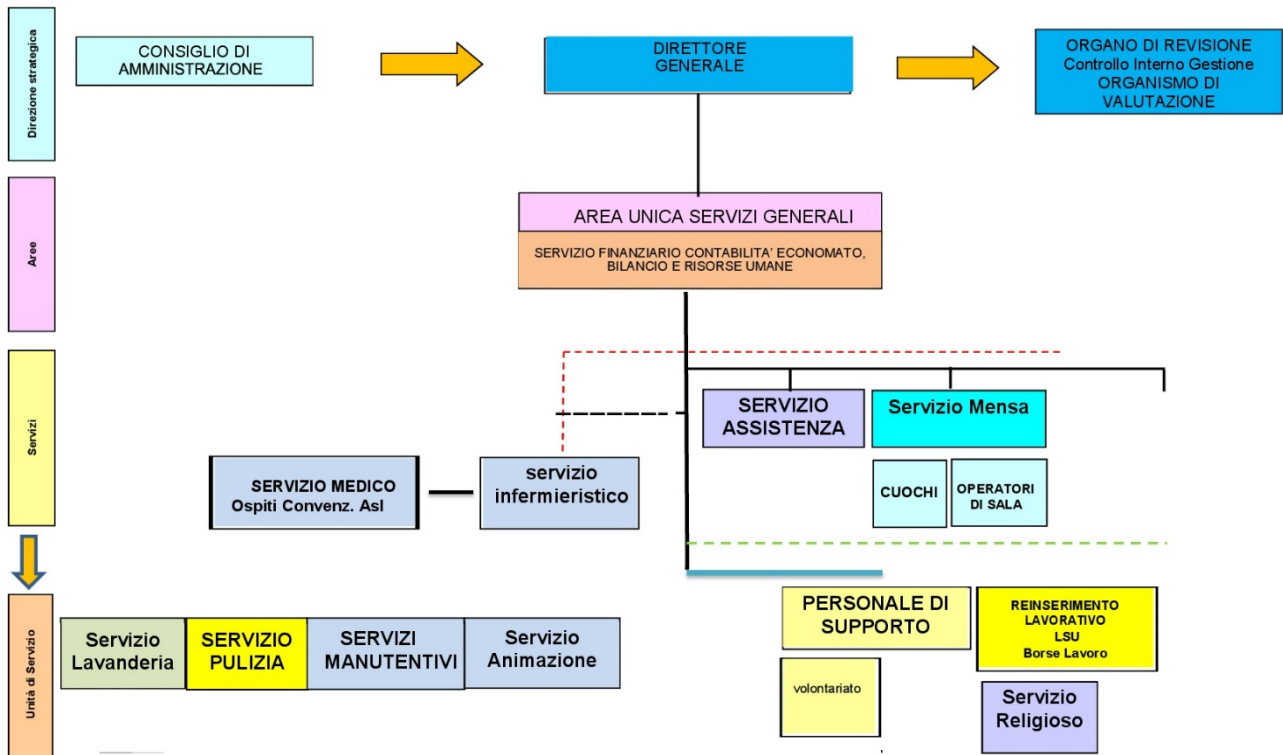 Direzione strategica
CONSIGLIO DI
AMMINISTRAZIONE
DIRETTORE
GENERALE
ORGANO DI REVISIONE
Controllo Interno Gestione
ORGANISMO DI
VALUTAZIONE
Aree
AREA UNICA SERVIZI GENERALI
SERVIZIO FINANZIARIO CONTABILITA' ECONOMATO,
BILANCIO E RISORSE UMANE
Servizi
SERVIZIO
ASSISTENZA
Servizio Mensa
SERVIZIO MEDICO
Ospiti Convenz. Asl
servizio
infermieristico
CUOCHI
OPERATORI
DI SALA
Unità di Servizio
Servizio
Lavanderia
SERVIZIO
PULIZIA
SERVIZI
MANUTENTIVI
Servizio
Animazione
PERSONALE DI
SUPPORTO
REINSERIMENTO
LAVORATIVO
LSU
Borse Lavoro
volontariato
Servizio
Religioso